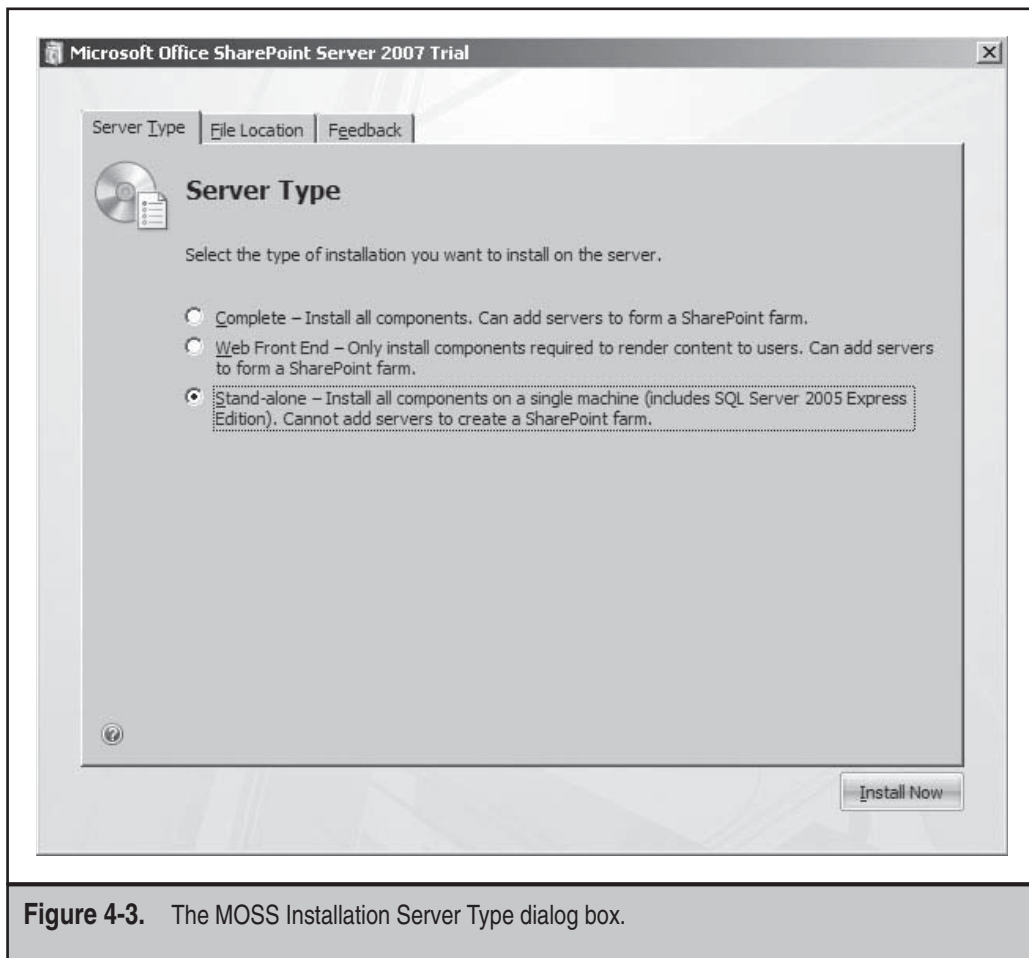 Microsoft Office SharePoint Server 2007 Trial
Server Type
File Location
Feedback
Server Type
Select the type of installation you want to install on the server.
Complete – Install all components. Can add servers to form a SharePoint farm.
Web Front End – Only install components required to render content to users. Can add servers
to form a SharePoint farm.
Stand-alone – Install all components on a single machine (includes SQL Server 2005 Express
Edition). Cannot add servers to create a SharePoint farm.
Install Now
Figure 4-3. The MOSS Installation Server Type dialog box.